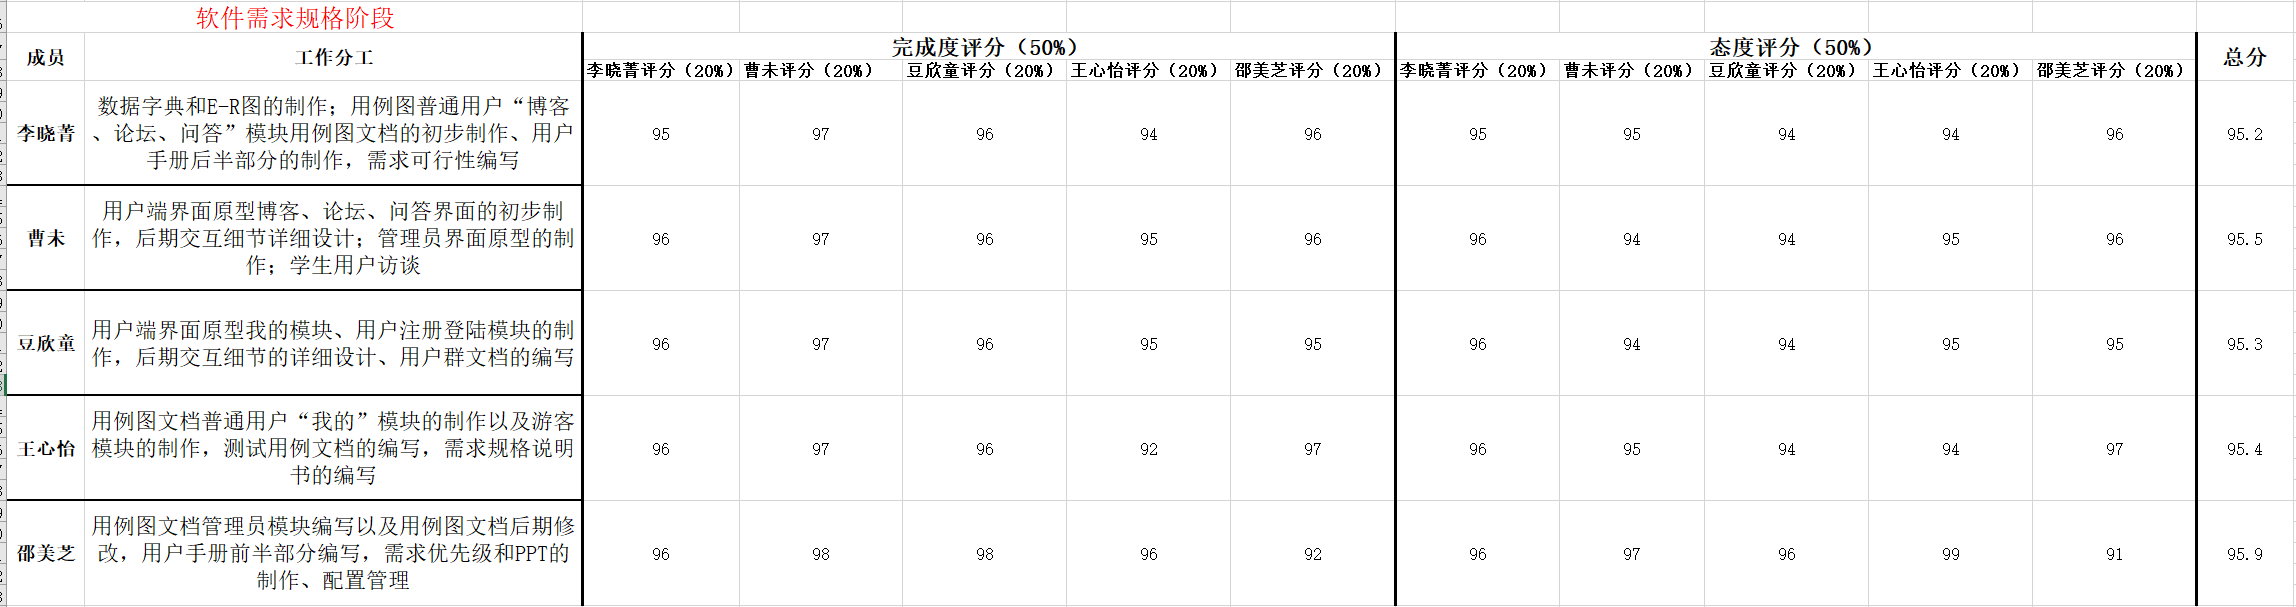 软件需求规格阶段
成员 工作分工 完成度评分（50%） 态度评分（50%） 总分
李晓菁评分（20%） 曹未评分（20%） 豆欣童评分（20%） 王心怡评分（20%） 邵美芝评分（20%） 李晓菁评分（20%） 曹未评分（20%） 豆欣童评分（20%） 王心怡评分（20%） 邵美芝评分（20%）
李晓菁
数据字典和E-R图的制作；用例图普通用户“博客
、论坛、问答”模块用例图文档的初步制作、用户
手册后半部分的制作，需求可行性编写
95 97 96 94 96 95 95 94 94 96 95.2
曹未
用户端界面原型博客、论坛、问答界面的初步制
作，后期交互细节详细设计；管理员界面原型的制
作；学生用户访谈
96 97 96 95 96 96 94 94 95 96 95.5
豆欣童
用户端界面原型我的模块、用户注册登陆模块的制
作，后期交互细节的详细设计、用户群文档的编写
96 97 96 95 95 96 94 94 95 95 95.3
王心怡
用例图文档普通用户“我的”模块的制作以及游客
模块的制作，测试用例文档的编写，需求规格说明
书的编写
96 97 96 92 97 96 95 94 94 97 95.4
邵美芝
用例图文档管理员模块编写以及用例图文档后期修
改，用户手册前半部分编写，需求优先级和PPT的
制作、配置管理
96 98 98 96 92 96 97 96 99 91 95.9